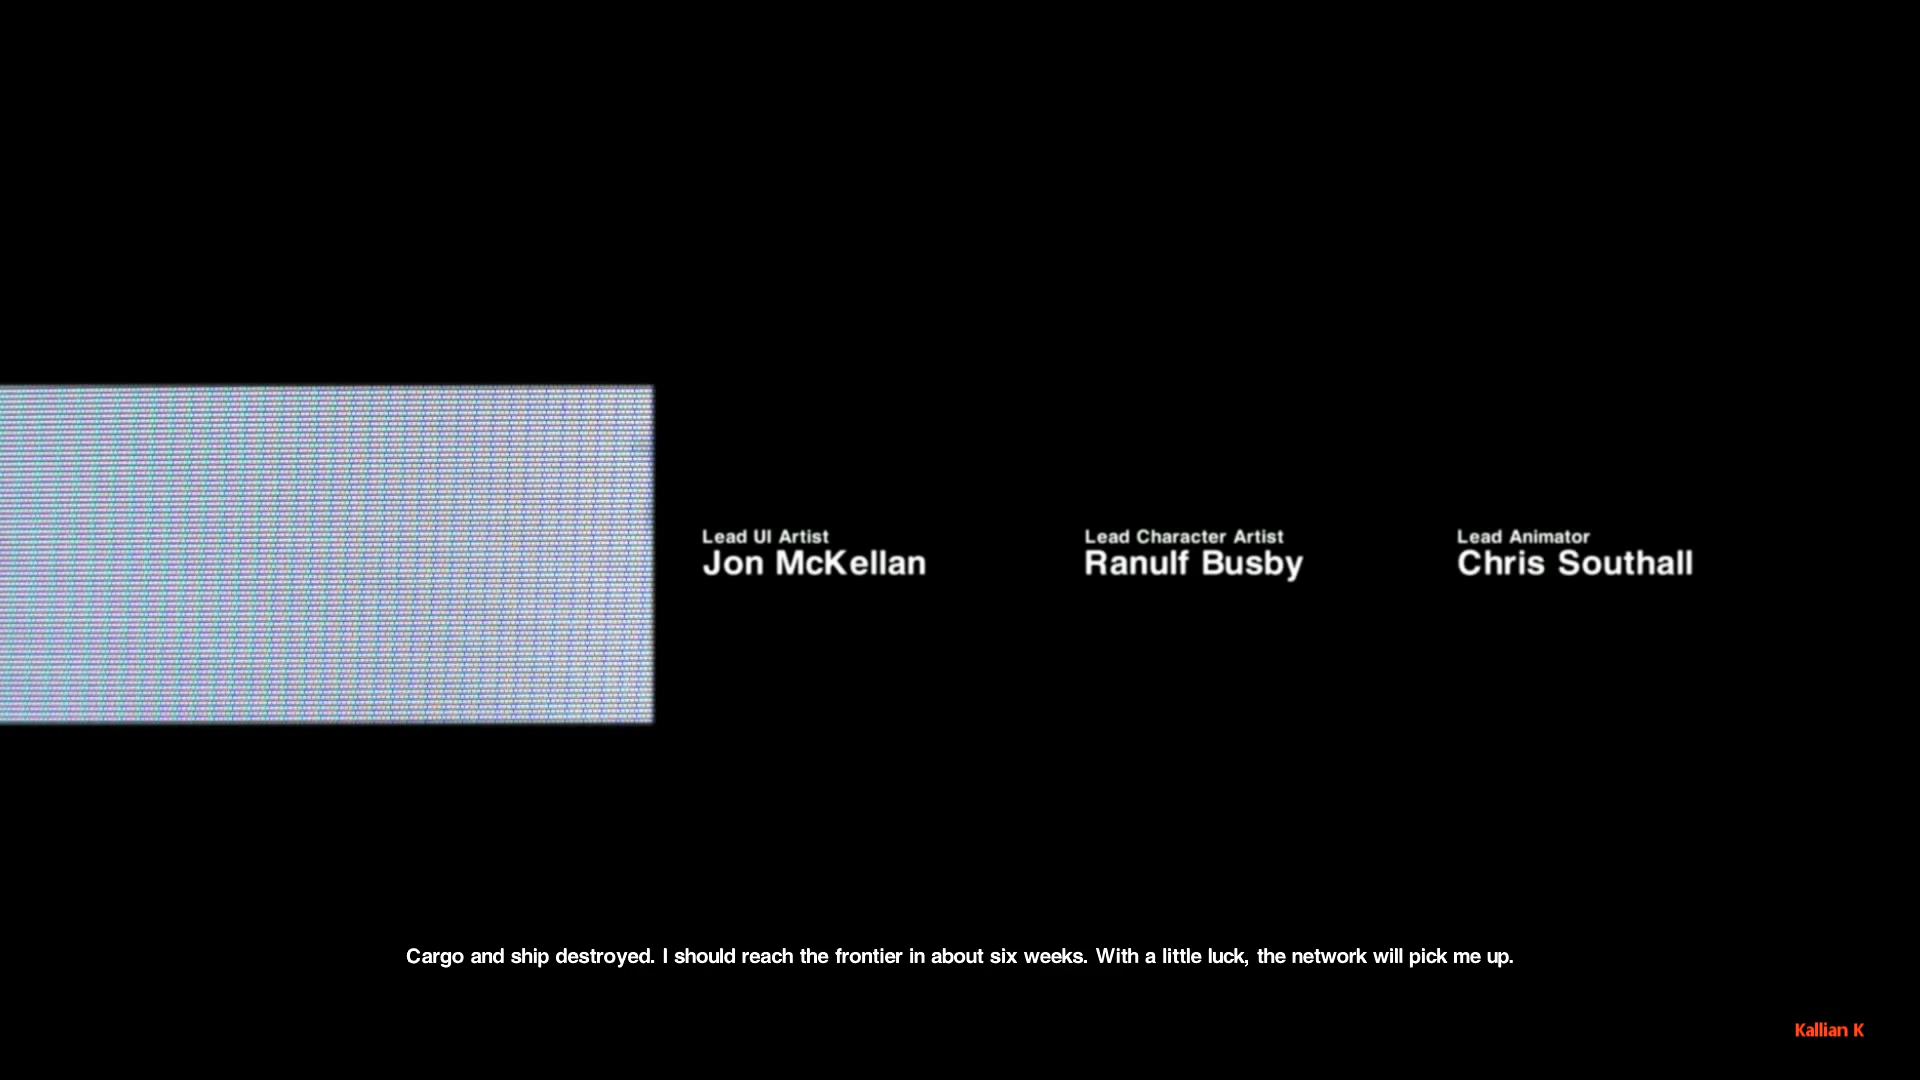 Lead UI Artist
Jon McKellan
Lead Character Artist
Ranulf Busby
Lead Animator
Chris Southall
Cargo and ship destroyed. I should reach the frontier in about six weeks. With a little luck, the network will pick me up.
Kallian K